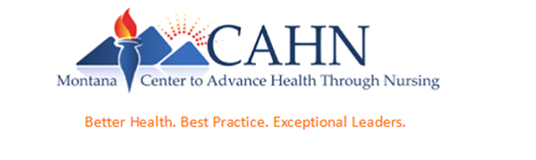 CAHN
Montana Center to Advance Health Through Nursing
Better Health. Best Practice. Exceptional Leaders.